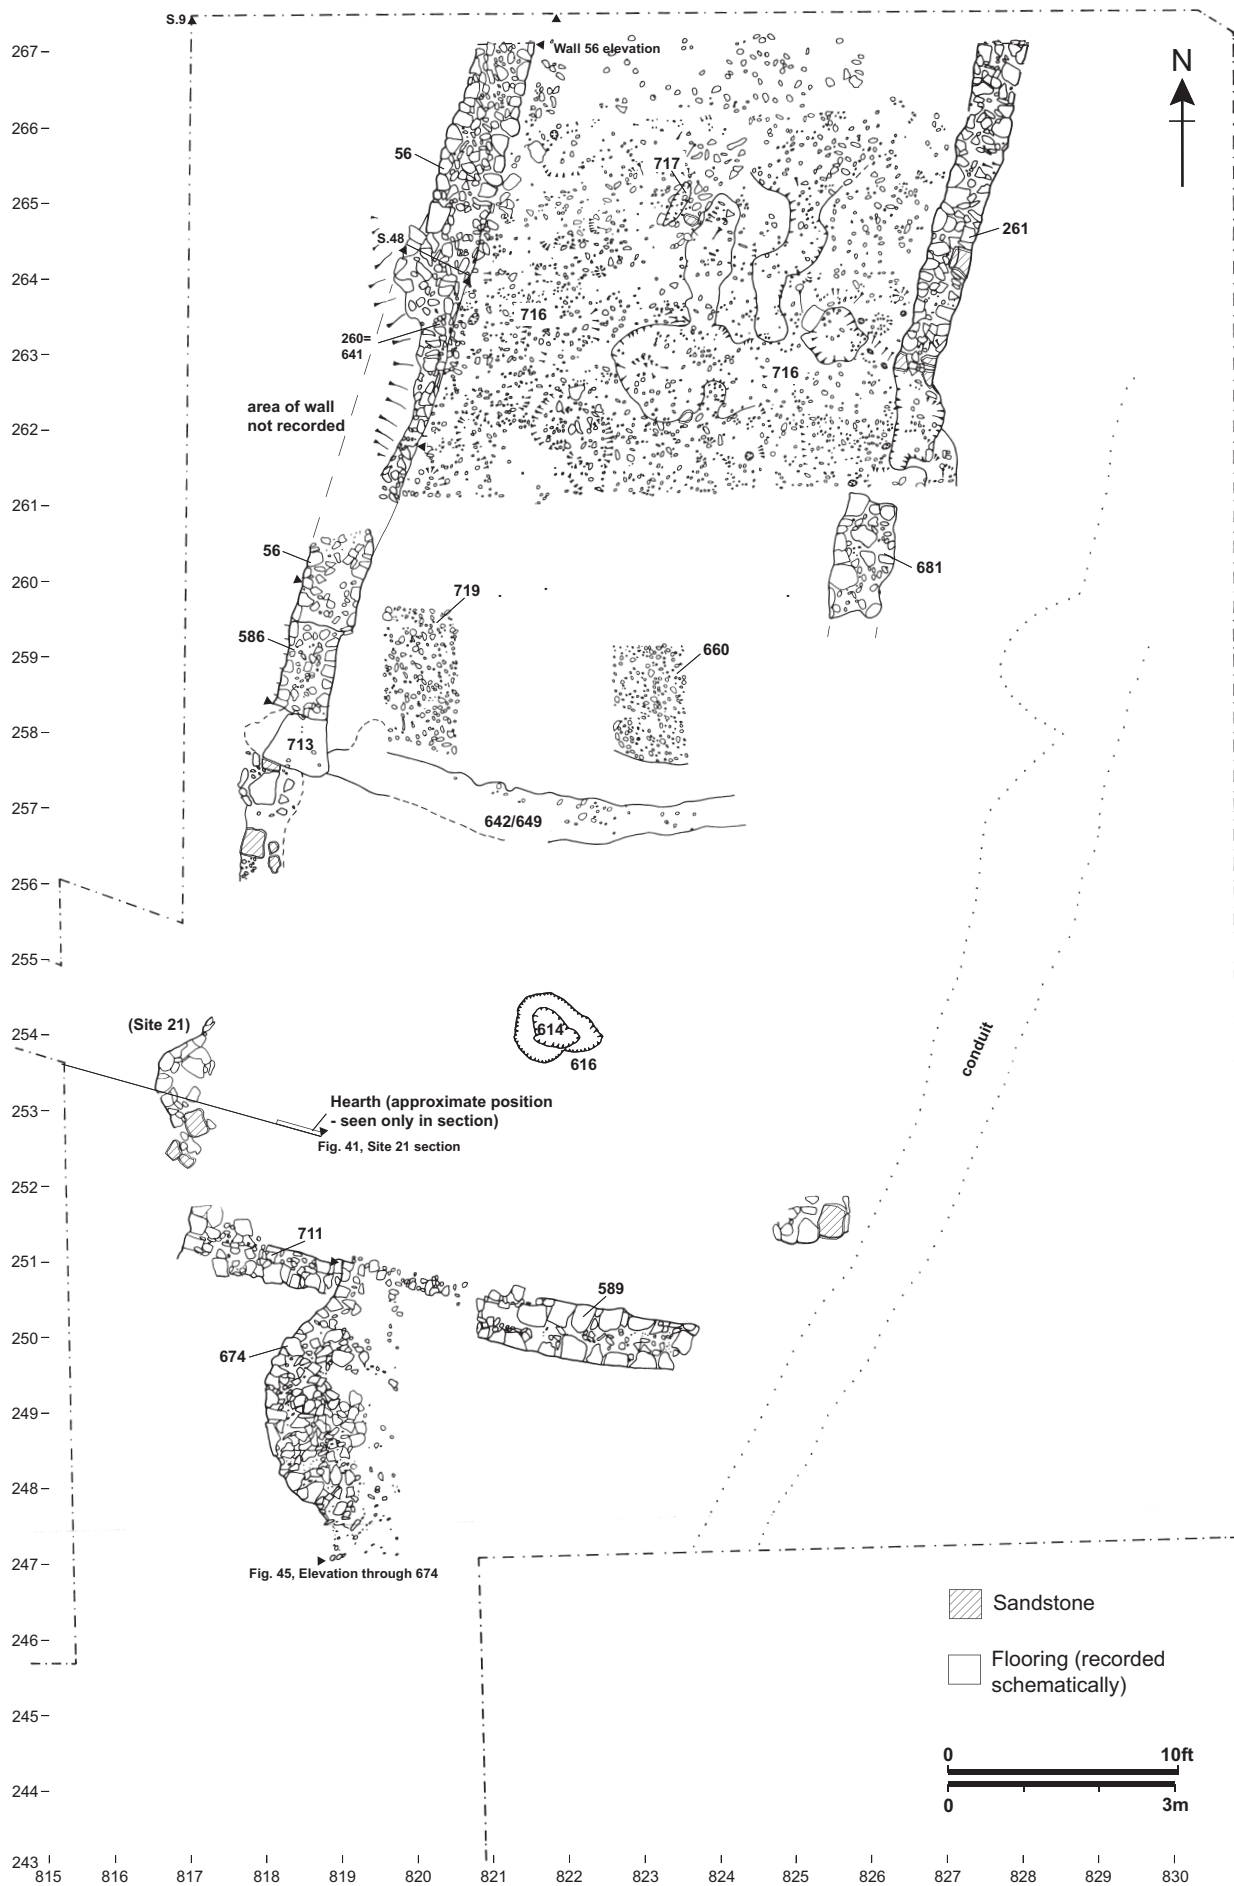 S.9
267
Wall 56 elevation
N
266
56
717
265
261
S.48
264
716
260=
641
263
716
area of wall
not recorded
262
261
56
681
260
719
586
259
660
258
713
257
642/649
256
255
(Site 21)
254
614
616
conduit
253
Hearth (approximate position
- seen only in section)
Fig. 41, Site 21 section
252
711
251
589
250
674
249
248
247
Fig. 45, Elevation through 674
Sandstone
246
Flooring (recorded
schematically)
245
0 10ft
244
0 3m
243
815 816 817 818 819 820 821 822 823 824 825 826 827 828 829 830